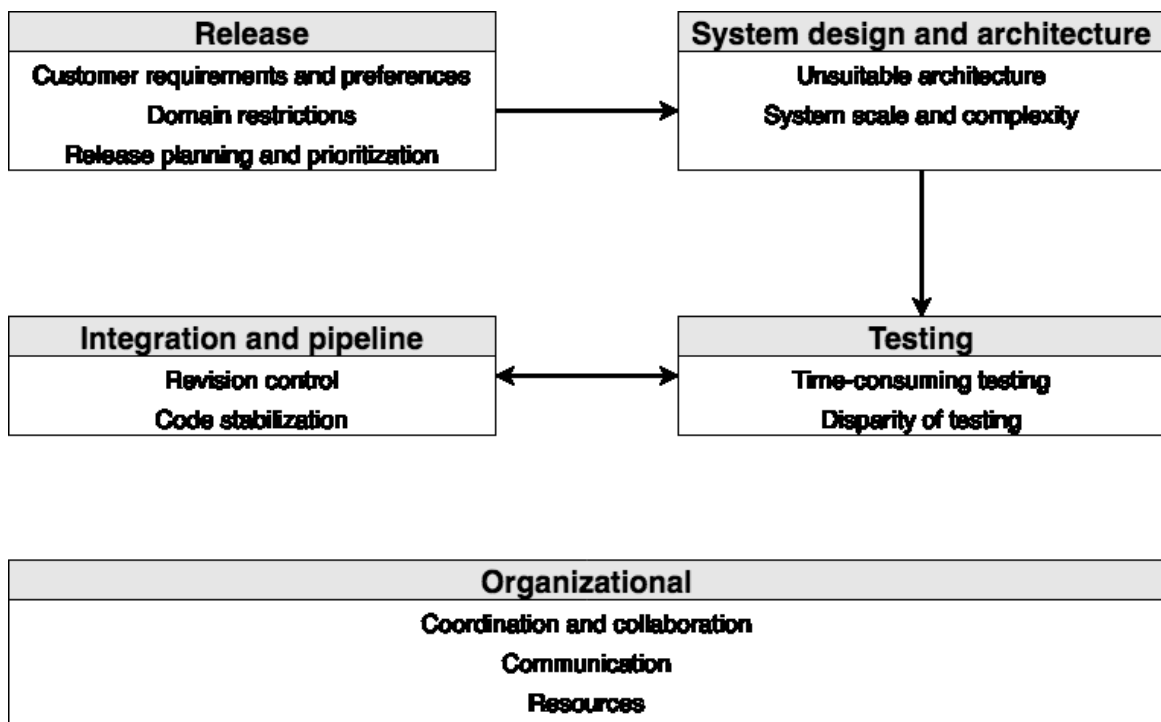 Release
Customer requirements and preferences
Domain restrictions
Release planning and prioritization
System design and architecture
Unsuitable architecture
System scale and complexity
Integration and pipeline
Revision control
Code stabilization
Testing
Time-consuming testing
Disparity of testing
Organizational
Coordination and collaboration
Communication
Resources